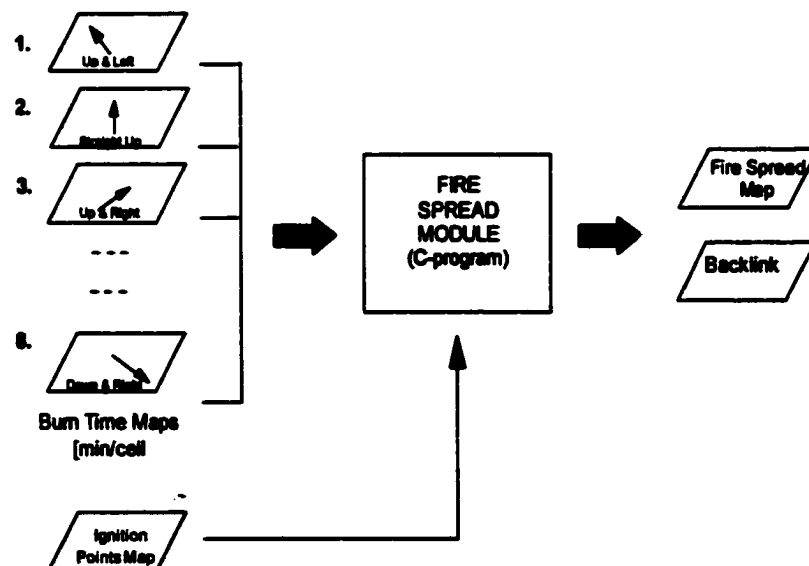 1.
Up & Left
2.
Straight Up
3.
Up & Right
8.
Down & Right
Burn Time Maps
[min/cell
Ignition
Points Map
FIRE
SPREAD
MODULE
(C-program)
Fire Spread
Map
Backlink